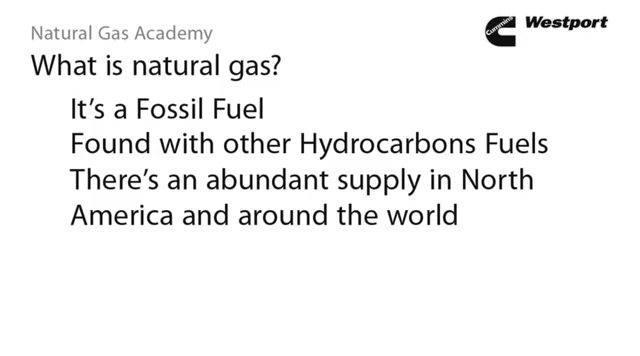 Natural Gas Academy
Cummins Westport
What is natural gas?
It's a Fossil Fuel
Found with other Hydrocarbons Fuels
There's an abundant supply in North
America and around the world